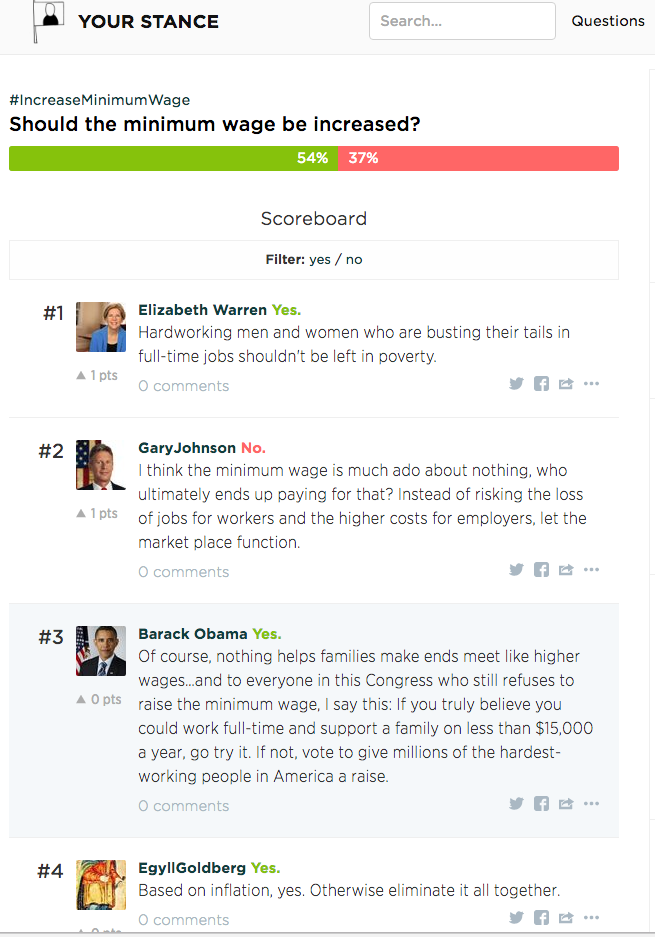 YOUR STANCE
Search...
Questions
#IncreaseMinimumWage
Should the minimum wage be increased?
54% 37%
Scoreboard
Filter: yes / no
#1
Elizabeth Warren Yes.
Hardworking men and women who are busting their tails in
full-time jobs shouldn't be left in poverty.
▲ 1 pts
0 comments
#2
GaryJohnson No.
I think the minimum wage is much ado about nothing, who
ultimately ends up paying for that? Instead of risking the loss
of jobs for workers and the higher costs for employers, let the
market place function.
▲ 1 pts
0 comments
#3
Barack Obama Yes.
Of course, nothing helps families make ends meet like higher
wages...and to everyone in this Congress who still refuses to
raise the minimum wage, I say this: If you truly believe you
could work full-time and support a family on less than $15,000
a year, go try it. If not, vote to give millions of the hardest-
working people in America a raise.
▲ 0 pts
0 comments
#4
EgyllGoldberg Yes.
Based on inflation, yes. Otherwise eliminate it all together.
0 comments